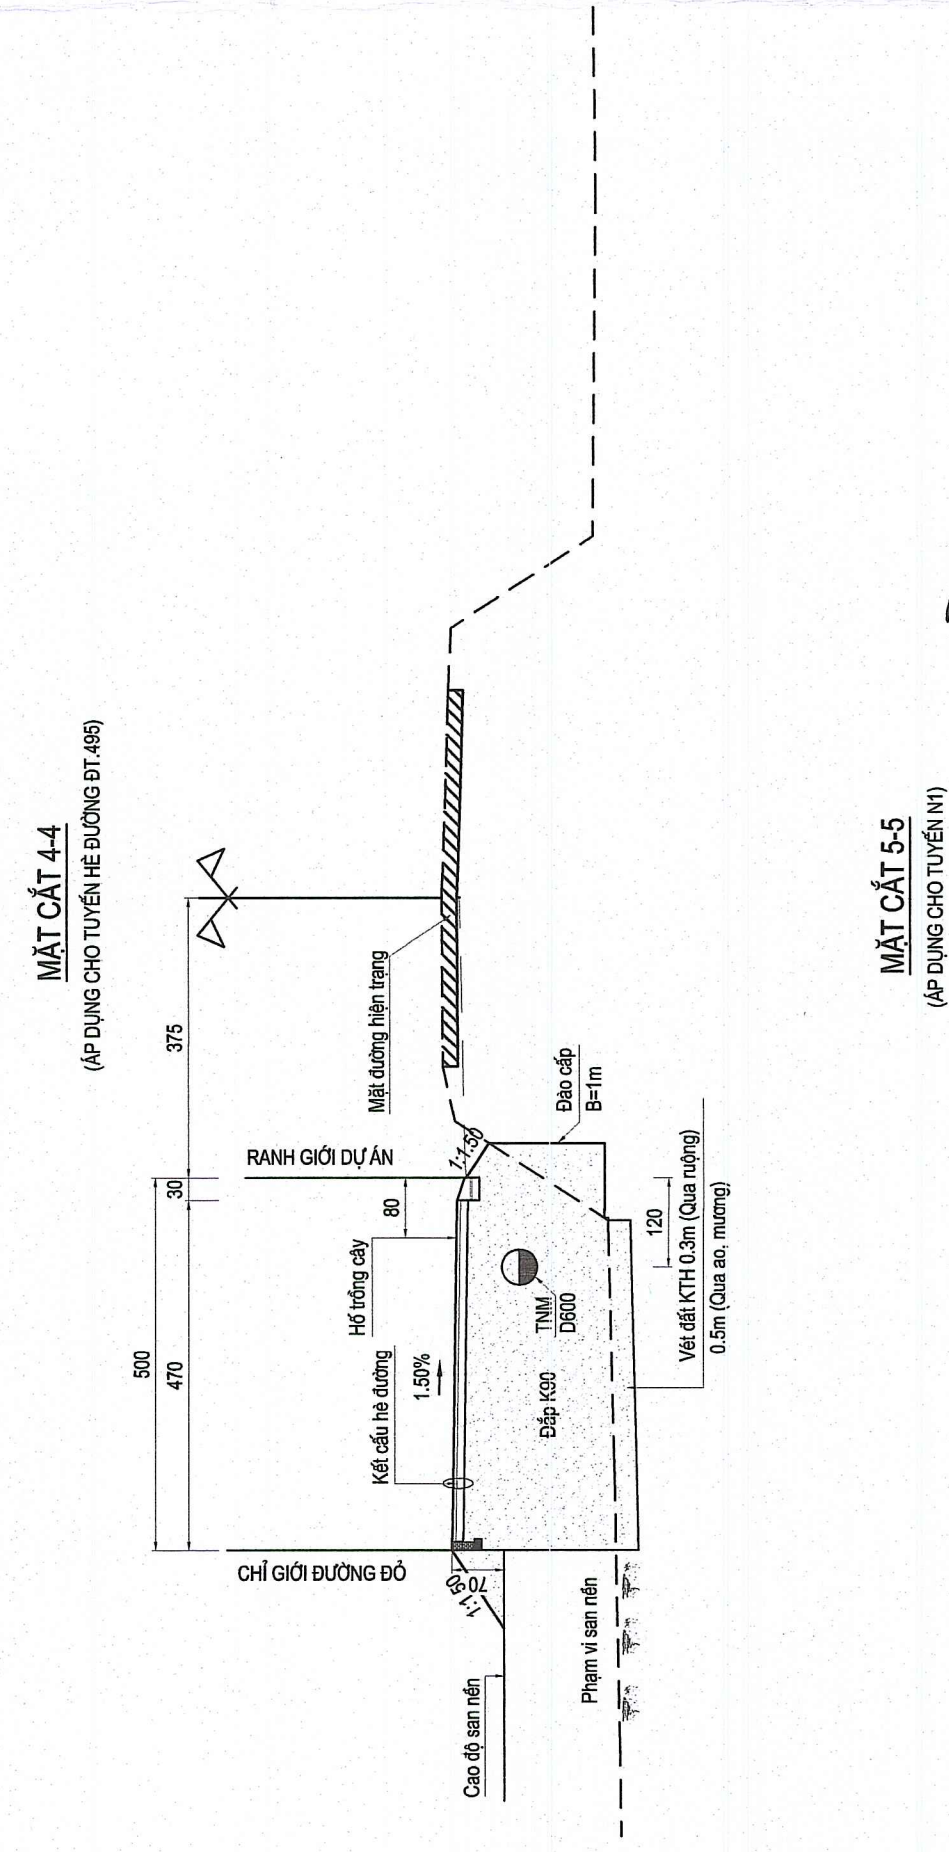 MẶT CẮT 4-4
(ÁP DỤNG CHO TUYẾN HÈ ĐƯỜNG ĐT.495)
500
470
30
375
CHỈ GIỚI ĐƯỜNG ĐỎ
RANH GIỚI DỰ ÁN
Kết cấu hè đường
Hố trồng cây
80
Mặt đường hiện trạng
1.50%
1:1.50
70
1:1.50
Cao độ san nền
TNM
D600
Đắp K90
Đào cấp
B=1m
Phạm vi san nền
120
Vét đất KTH 0.3m (Qua ruộng)
0.5m (Qua ao, mương)
MẶT CẮT 5-5
(ÁP DỤNG CHO TUYẾN N1)